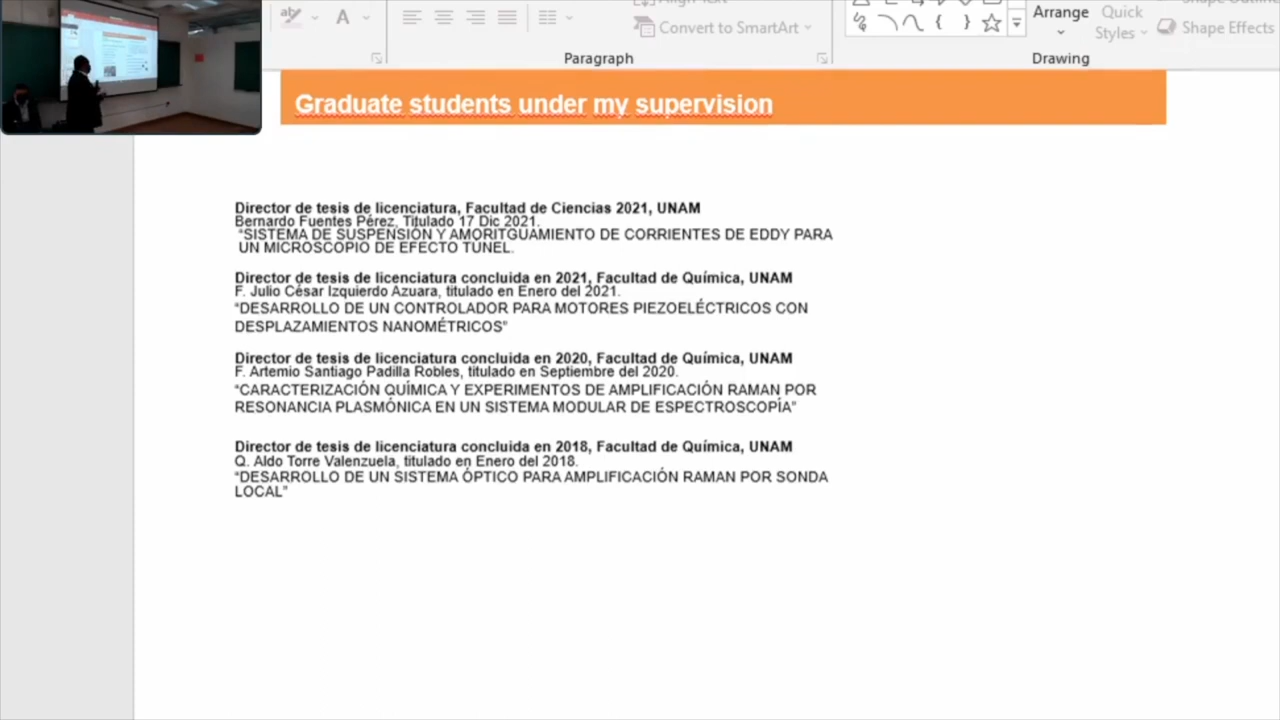 Align Text
Convert to SmartArt
Paragraph
Arrange
Quick
Styles
Drawing
Shape Outline
Shape Effects
Graduate students under my supervision
Director de tesis de licenciatura, Facultad de Ciencias 2021, UNAM
Bernardo Fuentes Pérez, Titulado 17 Dic 2021.
"SISTEMA DE SUSPENSIÓN Y AMORITGUAMIENTO DE CORRIENTES DE EDDY PARA
UN MICROSCOPIO DE EFECTO TÚNEL.
Director de tesis de licenciatura concluida en 2021, Facultad de Química, UNAM
F. Julio César Izquierdo Azuara, titulado en Enero del 2021.
"DESARROLLO DE UN CONTROLADOR PARA MOTORES PIEZOELÉCTRICOS CON
DESPLAZAMIENTOS NANOMÉTRICOS"
Director de tesis de licenciatura concluida en 2020, Facultad de Química, UNAM
F. Artemio Santiago Padilla Robles, titulado en Septiembre del 2020.
"CARACTERIZACIÓN QUÍMICA Y EXPERIMENTOS DE AMPLIFICACIÓN RAMAN POR
RESONANCIA PLASMÓNICA EN UN SISTEMA MODULAR DE ESPECTROSCOPÍA"
Director de tesis de licenciatura concluida en 2018, Facultad de Química, UNAM
Q. Aldo Torre Valenzuela, titulado en Enero del 2018.
"DESARROLLO DE UN SISTEMA ÓPTICO PARA AMPLIFICACIÓN RAMAN POR SONDA
LOCAL"